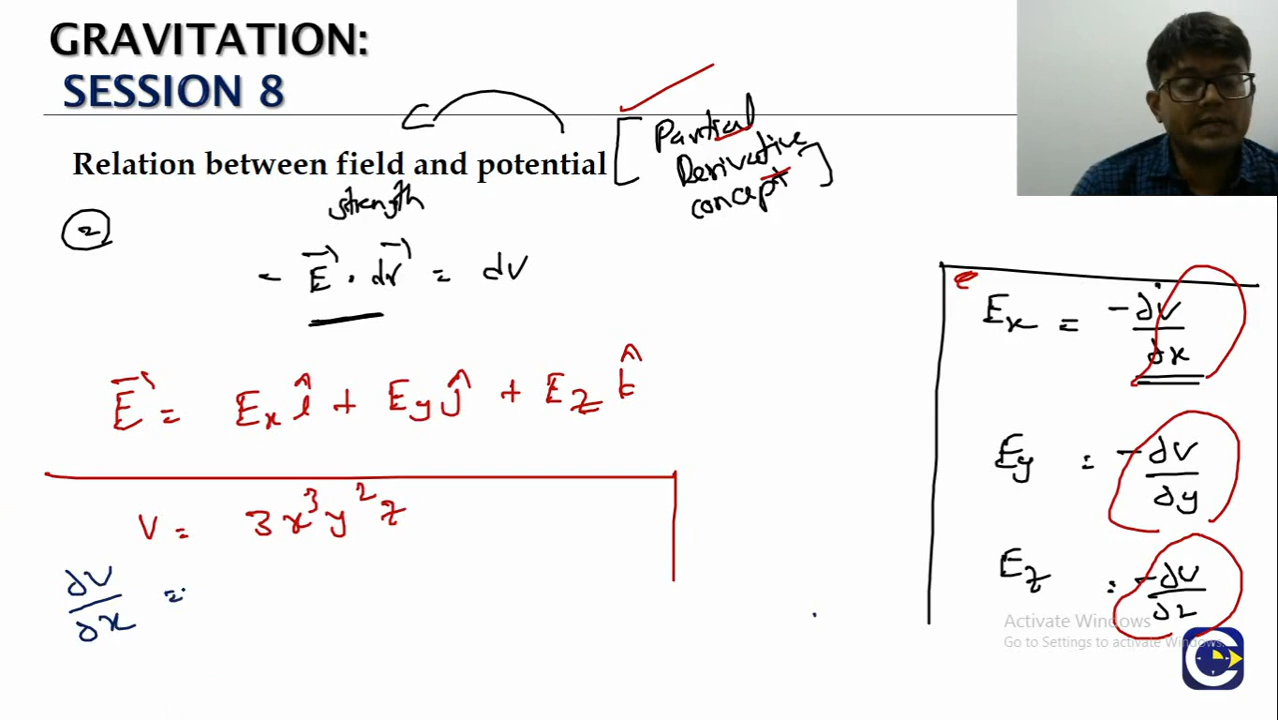 GRAVITATION:
SESSION 8
Relation between field and potential [Partial
Derivative
concept]
strength
2
- E⃗ · dr⃗ = dV
E⃗ = Ex î + Ey ĵ + Ez k̂
V = 3x³y²z
∂V/∂x =
Ex = -∂V/∂x
Ey = -∂V/∂y
Ez = -∂V/∂z
Activate Windows
Go to Settings to activate Windows.